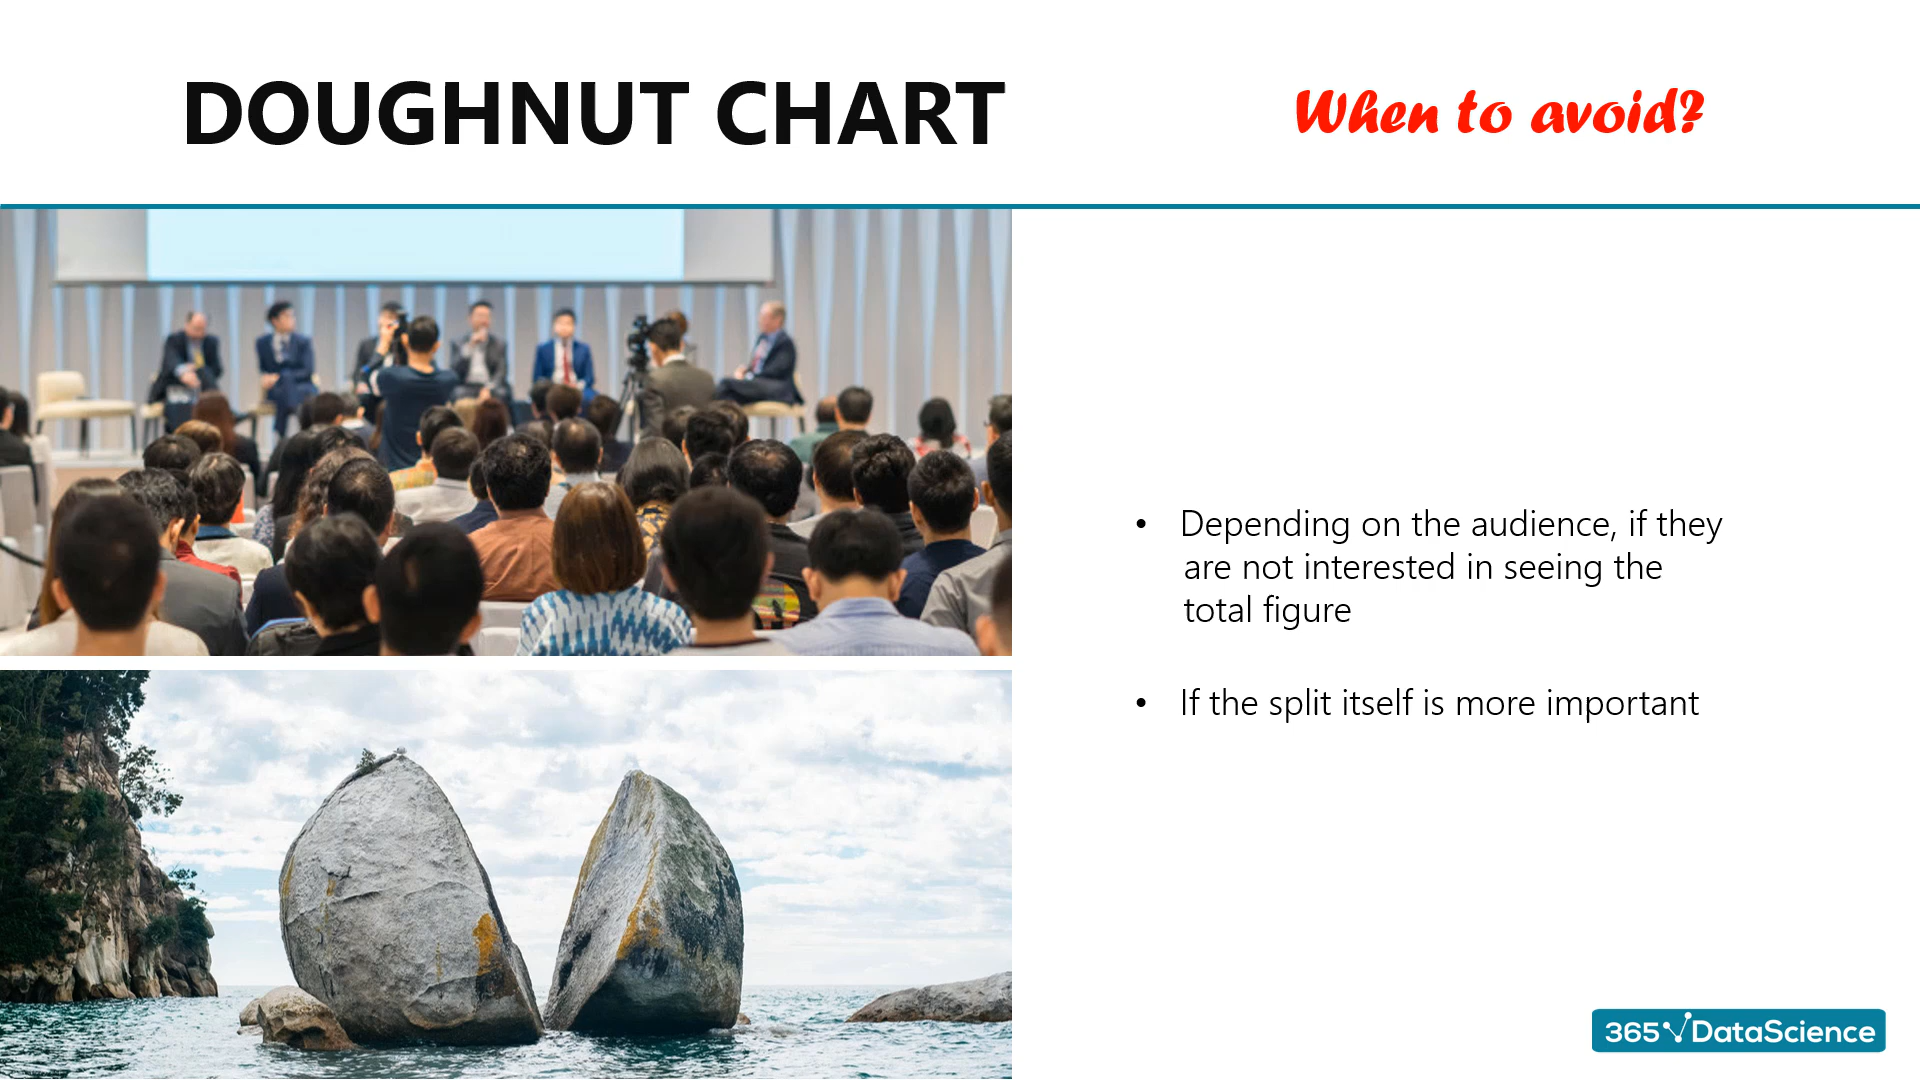 DOUGHNUT CHART
When to avoid?
• Depending on the audience, if they
are not interested in seeing the
total figure
• If the split itself is more important
365 DataScience